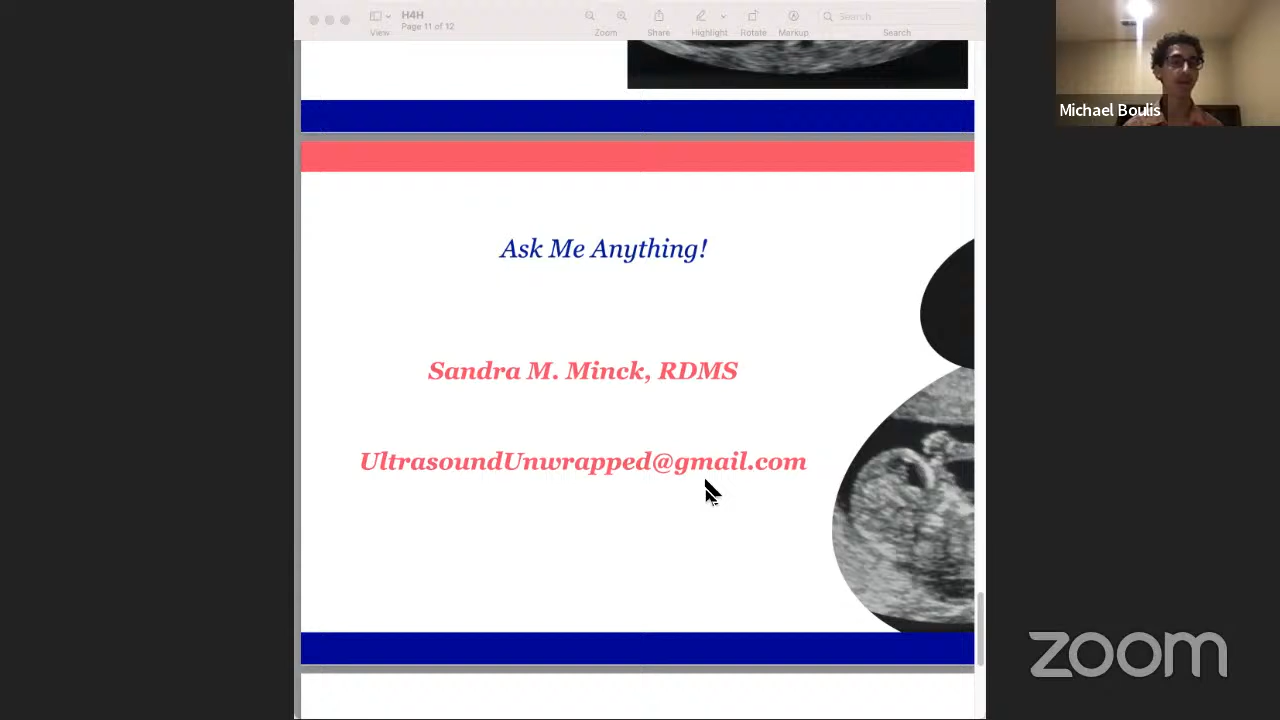 H4H
Page 11 of 12
View
Zoom
Share
Highlight
Rotate
Markup
Search
Search
Michael Boulis
Ask Me Anything!
Sandra M. Minck, RDMS
UltrasoundUnwrapped@gmail.com
zoom